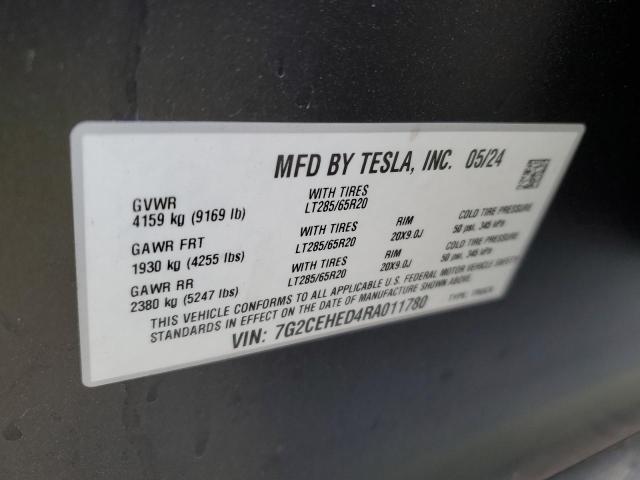 MFD BY TESLA, INC. 05/24
GVWR
4159 kg (9169 lb)
WITH TIRES
LT285/65R20
GAWR FRT
1930 kg (4255 lbs)
WITH TIRES
LT285/65R20
RIM
20X9.0J
COLD TIRE PRESSURE
50 psi, 345 kPa
GAWR RR
2380 kg (5247 lbs)
WITH TIRES
LT285/65R20
RIM
20X9.0J
COLD TIRE PRESSURE
50 psi, 345 kPa
THIS VEHICLE CONFORMS TO ALL APPLICABLE U.S. FEDERAL MOTOR VEHICLE SAFETY
STANDARDS IN EFFECT ON THE DATE OF MANUFACTURE SHOWN ABOVE.
VIN: 7G2CEHED4RA011780
TYPE: TRUCK